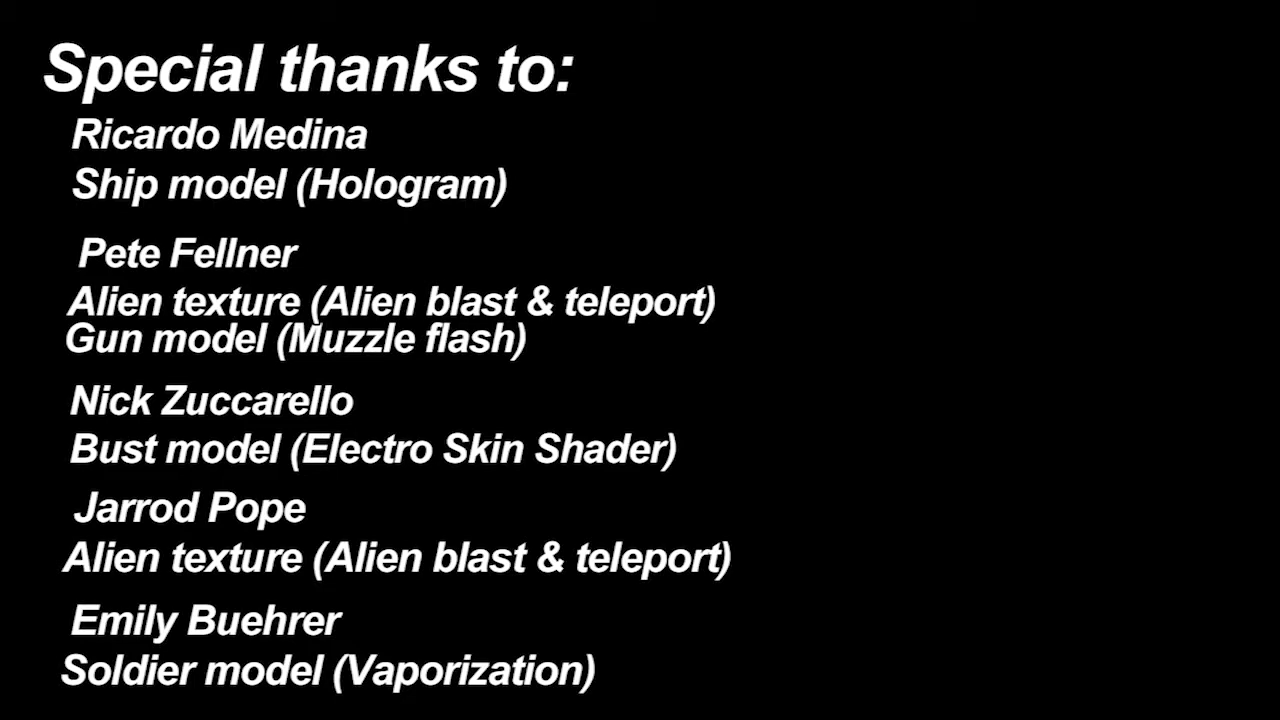 Special thanks to:
Ricardo Medina
Ship model (Hologram)
Pete Fellner
Alien texture (Alien blast & teleport)
Gun model (Muzzle flash)
Nick Zuccarello
Bust model (Electro Skin Shader)
Jarrod Pope
Alien texture (Alien blast & teleport)
Emily Buehrer
Soldier model (Vaporization)